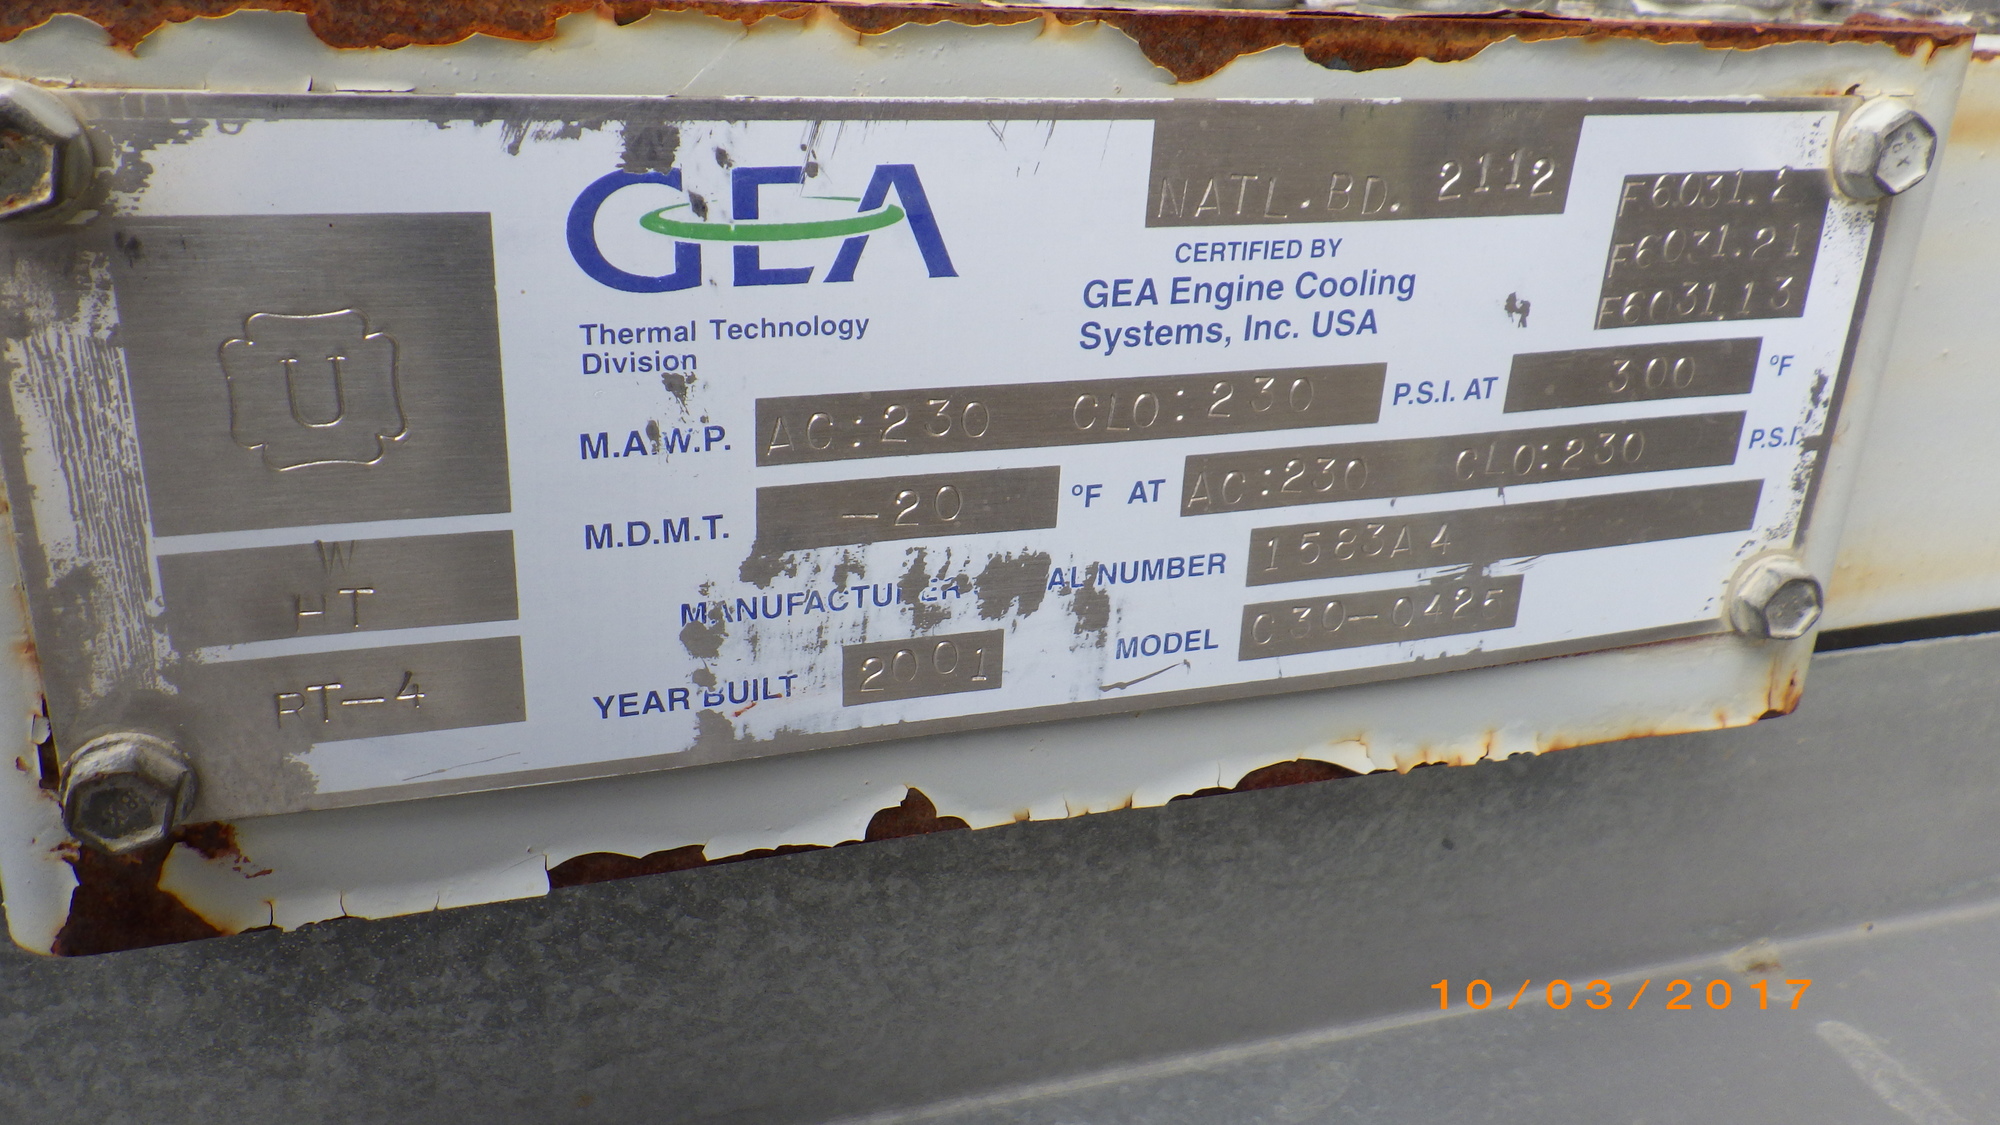 GEA
Thermal Technology
Division
NATL.BD. 2112
CERTIFIED BY
GEA Engine Cooling
Systems, Inc. USA
F6031.2
F6031.21
F6031.13
U
W
HT
RT-4
M.A.W.P. AC:230 CLO:230 P.S.I. AT 300 °F
M.D.M.T. -20 °F AT AC:230 CLO:230 P.S.I.
MANUFACTURER NUMBER 1583A4
YEAR BUILT 2001 MODEL C30-0425
10/03/2017